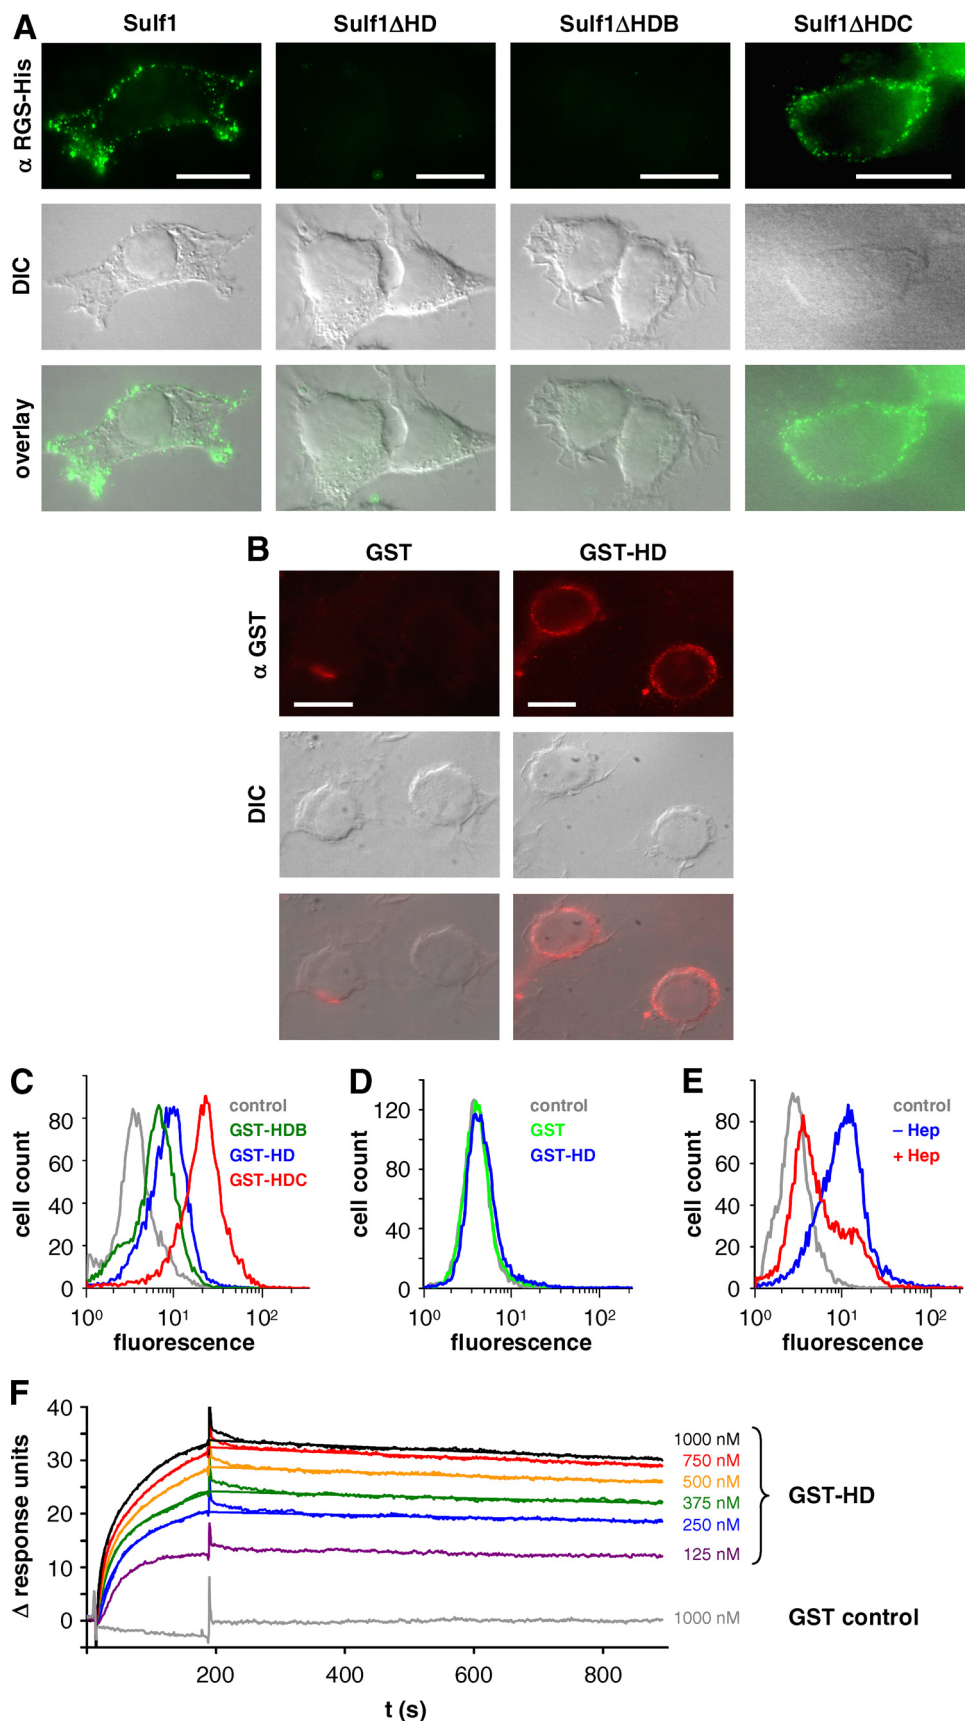 A
Sulf1 Sulf1ΔHD Sulf1ΔHDB Sulf1ΔHDC
α RGS-His
DIC
overlay
B
GST GST-HD
α GST
DIC
C
cell count
80
60
40
20
0
10⁰ 10¹ 10²
fluorescence
control
GST-HDB
GST-HD
GST-HDC
D
cell count
120
80
40
0
10⁰ 10¹ 10²
fluorescence
control
GST
GST-HD
E
cell count
80
60
40
20
0
10⁰ 10¹ 10²
fluorescence
control
– Hep
+ Hep
F
Δ response units
40
30
20
10
0
200 400 600 800
t (s)
1000 nM
750 nM
500 nM
375 nM
250 nM
125 nM
GST-HD
1000 nM
GST control